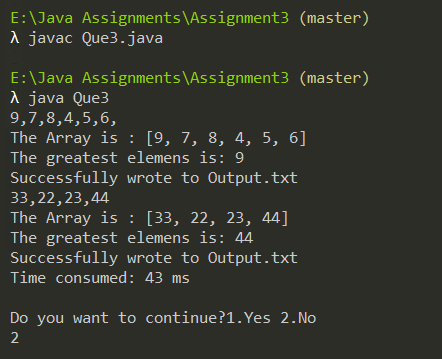 E:\Java Assignments\Assignment3 (master)
λ javac Que3.java
E:\Java Assignments\Assignment3 (master)
λ java Que3
9,7,8,4,5,6,
The Array is : [9, 7, 8, 4, 5, 6]
The greatest elemens is: 9
Successfully wrote to Output.txt
33,22,23,44
The Array is : [33, 22, 23, 44]
The greatest elemens is: 44
Successfully wrote to Output.txt
Time consumed: 43 ms
Do you want to continue?1.Yes 2.No
2